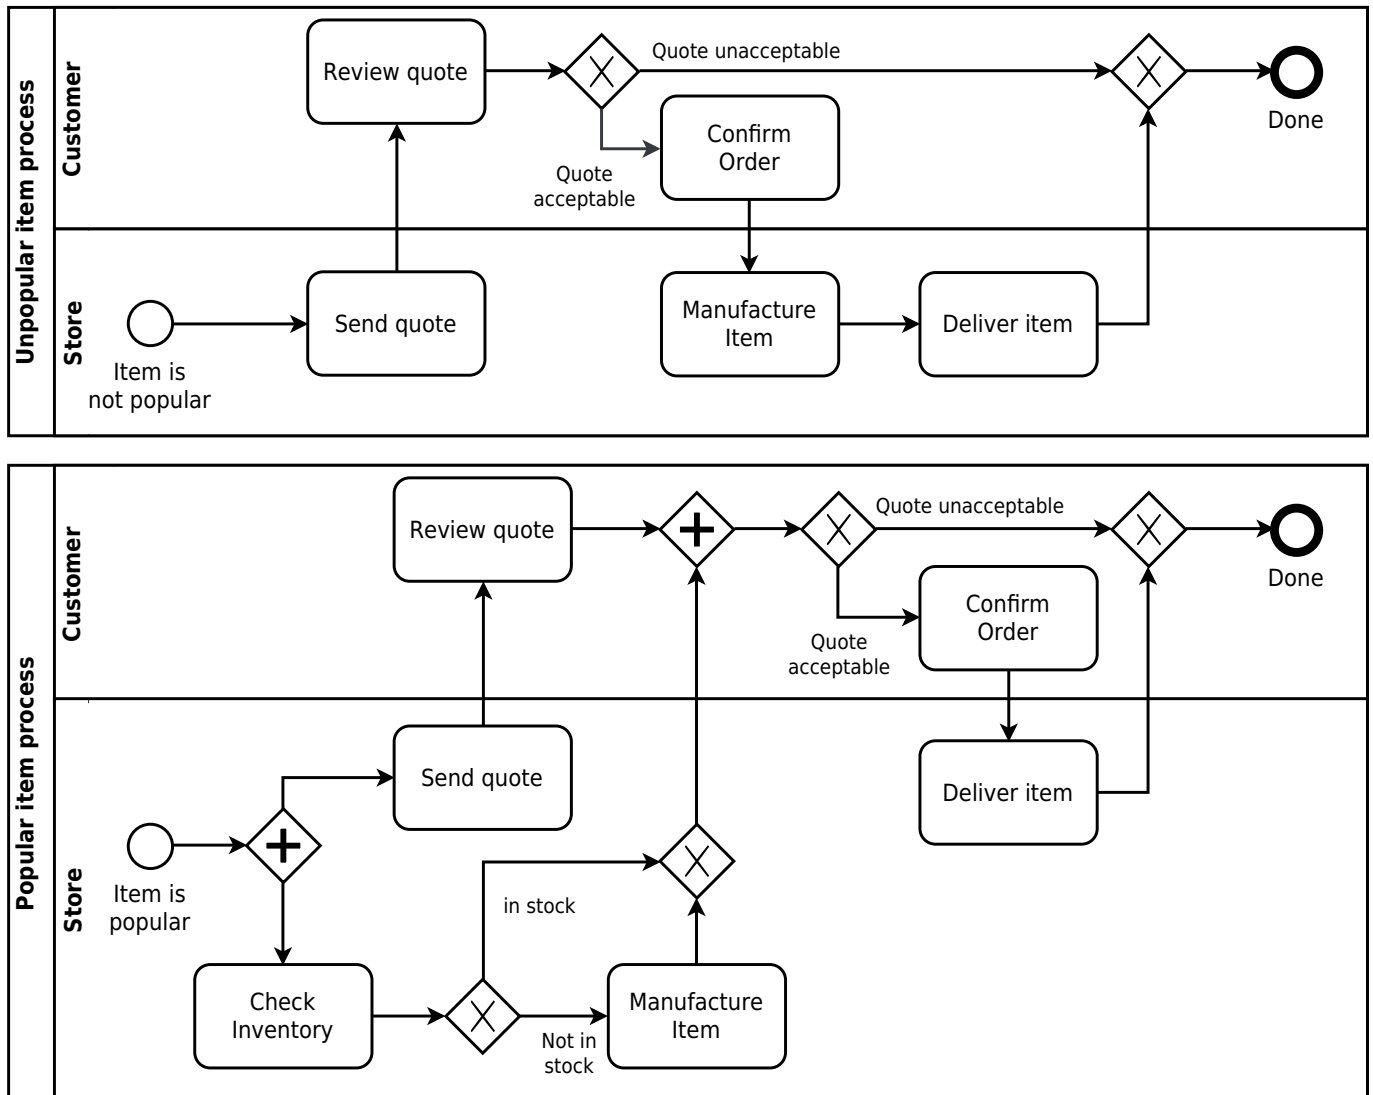 Unpopular item process
Customer
Store
Review quote
Quote unacceptable
Confirm
Order
Quote
acceptable
Done
Item is
not popular
Send quote
Manufacture
Item
Deliver item
Popular item process
Customer
Store
Review quote
Quote unacceptable
Done
Confirm
Order
Quote
acceptable
Send quote
Deliver item
Item is
popular
in stock
Check
Inventory
Not in
stock
Manufacture
Item